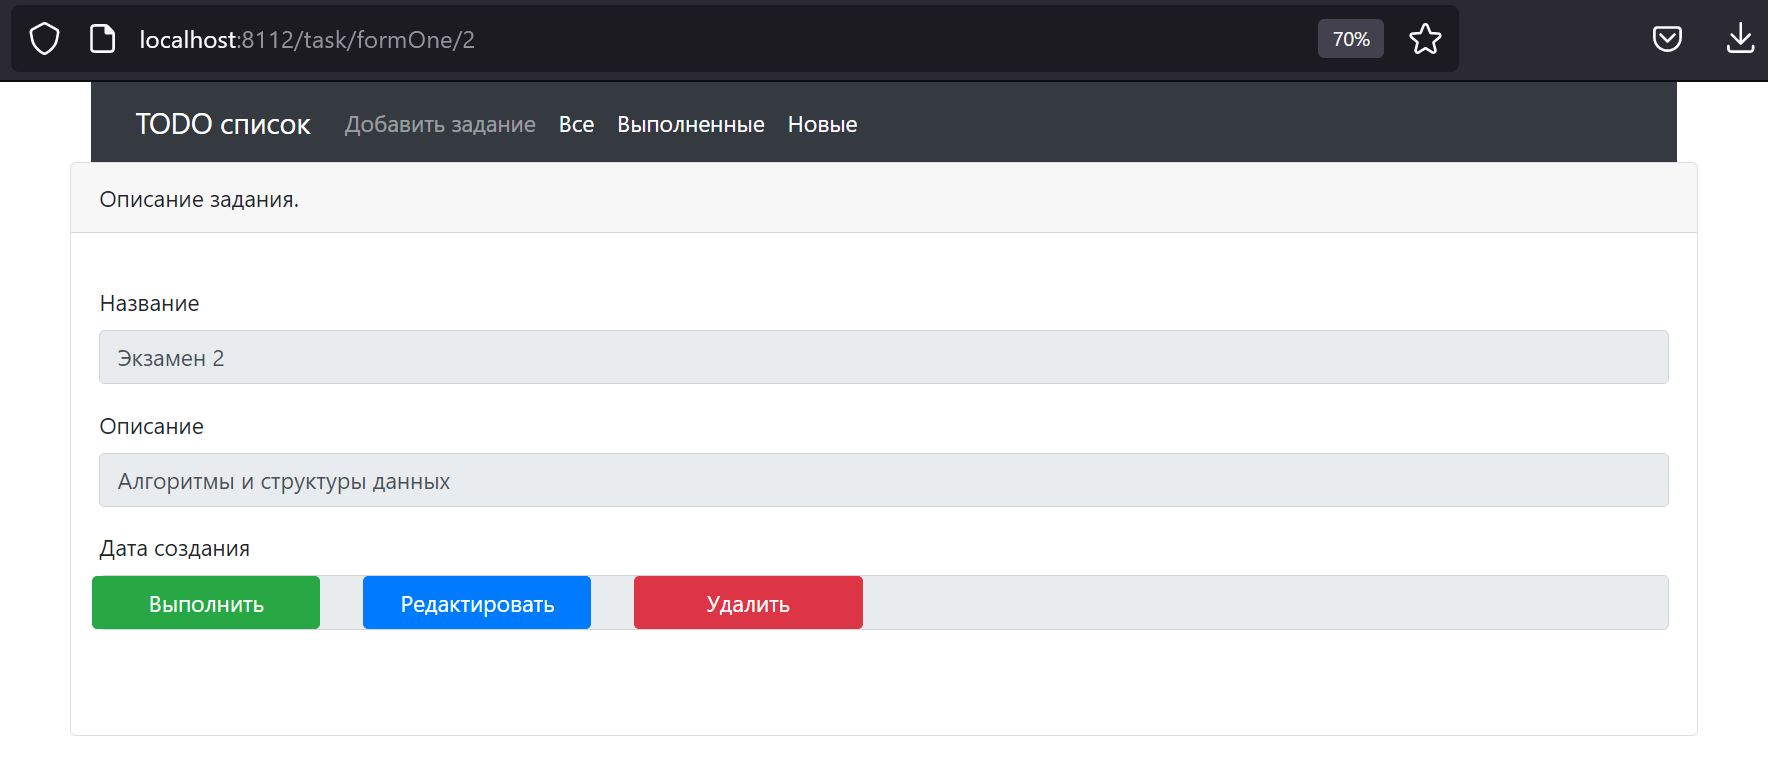 localhost:8112/task/formOne/2 70%
TODO список Добавить задание Все Выполненные Новые
Описание задания.
Название
Экзамен 2
Описание
Алгоритмы и структуры данных
Дата создания
Выполнить Редактировать Удалить